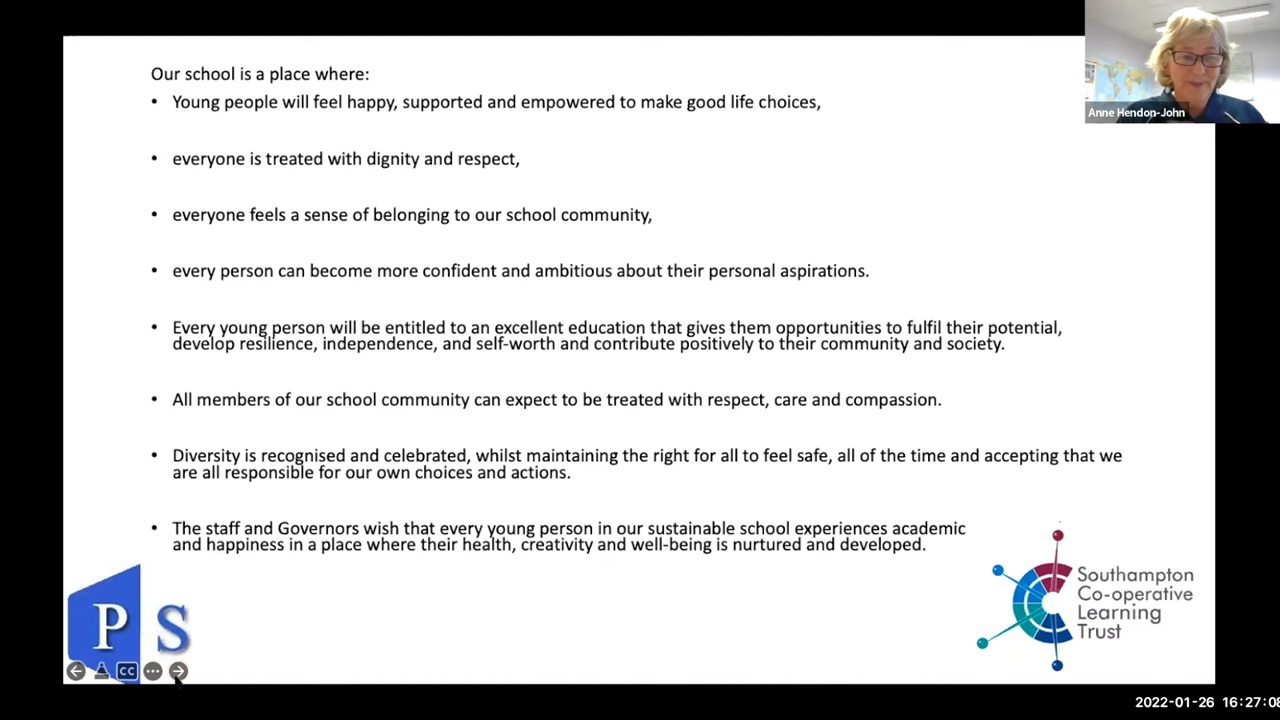 Our school is a place where:
• Young people will feel happy, supported and empowered to make good life choices,
• everyone is treated with dignity and respect,
• everyone feels a sense of belonging to our school community,
• every person can become more confident and ambitious about their personal aspirations.
• Every young person will be entitled to an excellent education that gives them opportunities to fulfil their potential,
develop resilience, independence, and self-worth and contribute positively to their community and society.
• All members of our school community can expect to be treated with respect, care and compassion.
• Diversity is recognised and celebrated, whilst maintaining the right for all to feel safe, all of the time and accepting that we
are all responsible for our own choices and actions.
• The staff and Governors wish that every young person in our sustainable school experiences academic
and happiness in a place where their health, creativity and well-being is nurtured and developed.
Anne Hendon-John
P S
CC
Southampton
Co-operative
Learning
Trust
2022-01-26 16:27:08